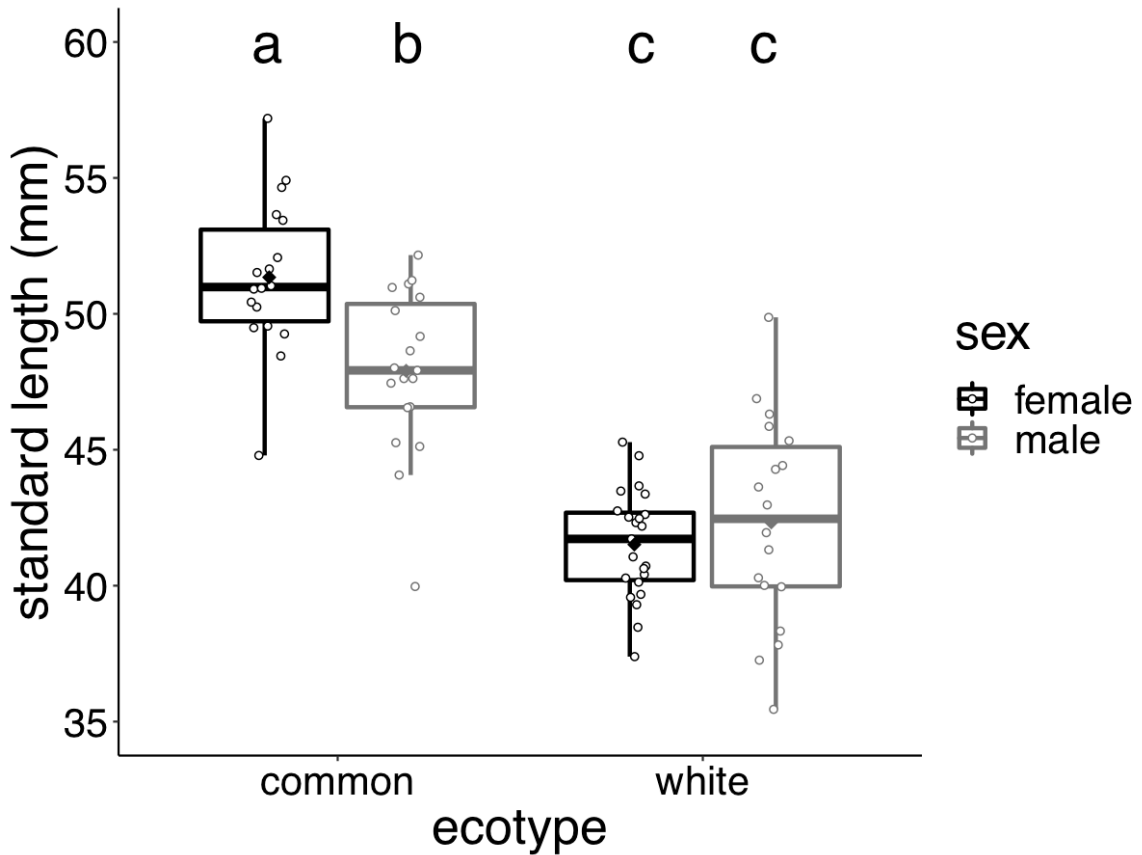 standard length (mm)
60
55
50
45
40
35
a b c c
common white
ecotype
sex
female
male